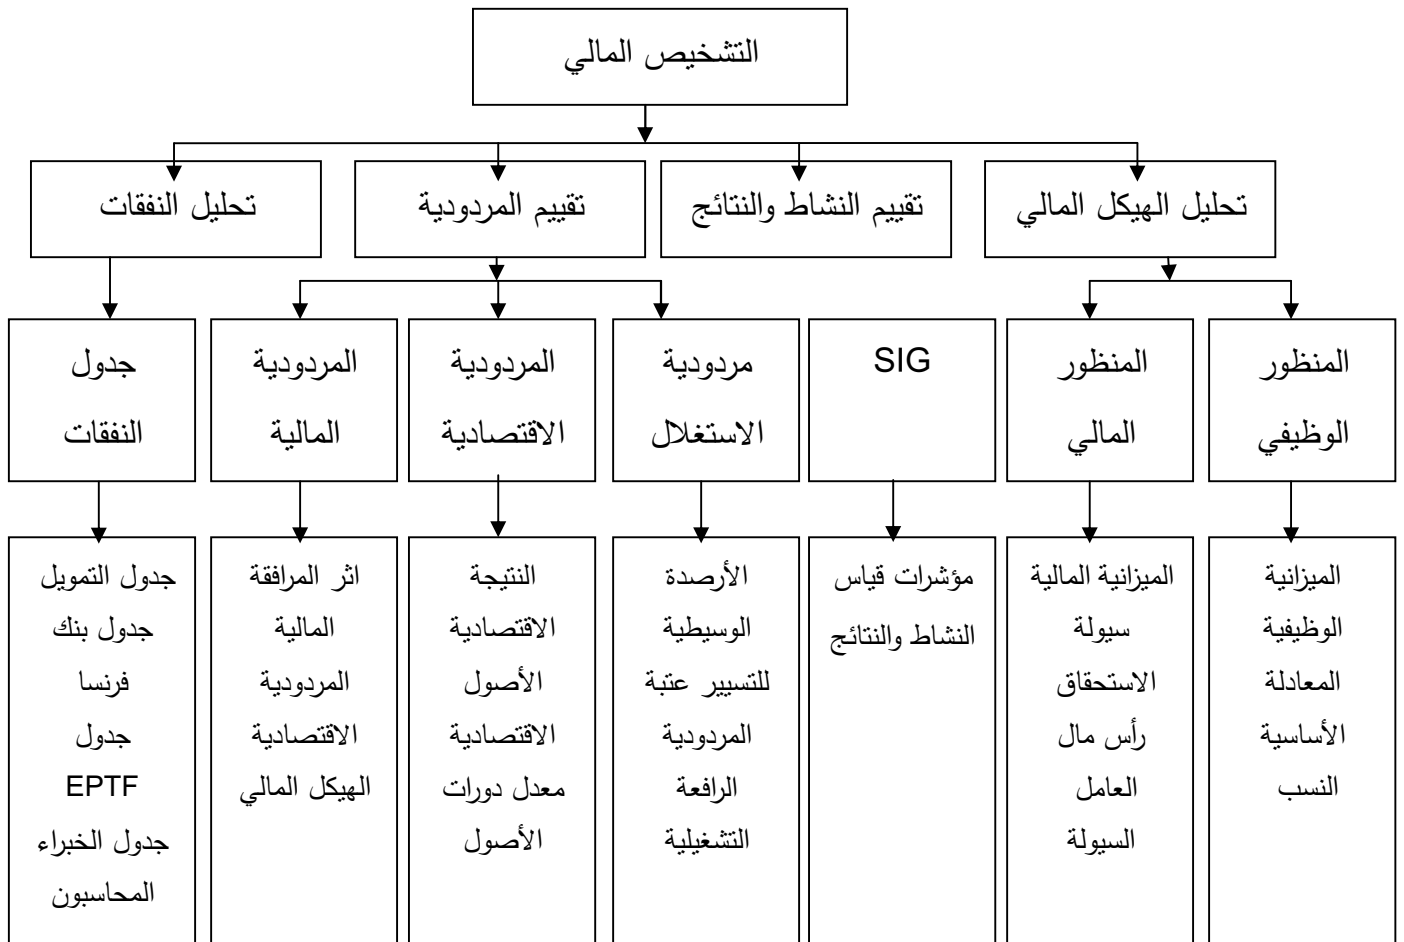 التشخيص المالي
تحليل الهيكل المالي
تقييم النشاط والنتائج
تقييم المردودية
تحليل النفقات
المنظور
الوظيفي
المنظور
المالي
SIG
مردودية
الاستغلال
المردودية
الاقتصادية
المردودية
المالية
جدول
النفقات
الميزانية
الوظيفية
المعادلة
الأساسية
النسب
الميزانية المالية
سيولة
الاستحقاق
رأس مال
العامل
السيولة
مؤشرات قياس
النشاط والنتائج
الأرصدة
الوسيطية
للتسيير عتبة
المردودية
الرافعة
التشغيلية
النتيجة
الاقتصادية
الأصول
الاقتصادية
معدل دورات
الأصول
اثر المرافقة
المالية
المردودية
الاقتصادية
الهيكل المالي
جدول التمويل
جدول بنك
فرنسا
جدول
EPTF
جدول الخبراء
المحاسبون